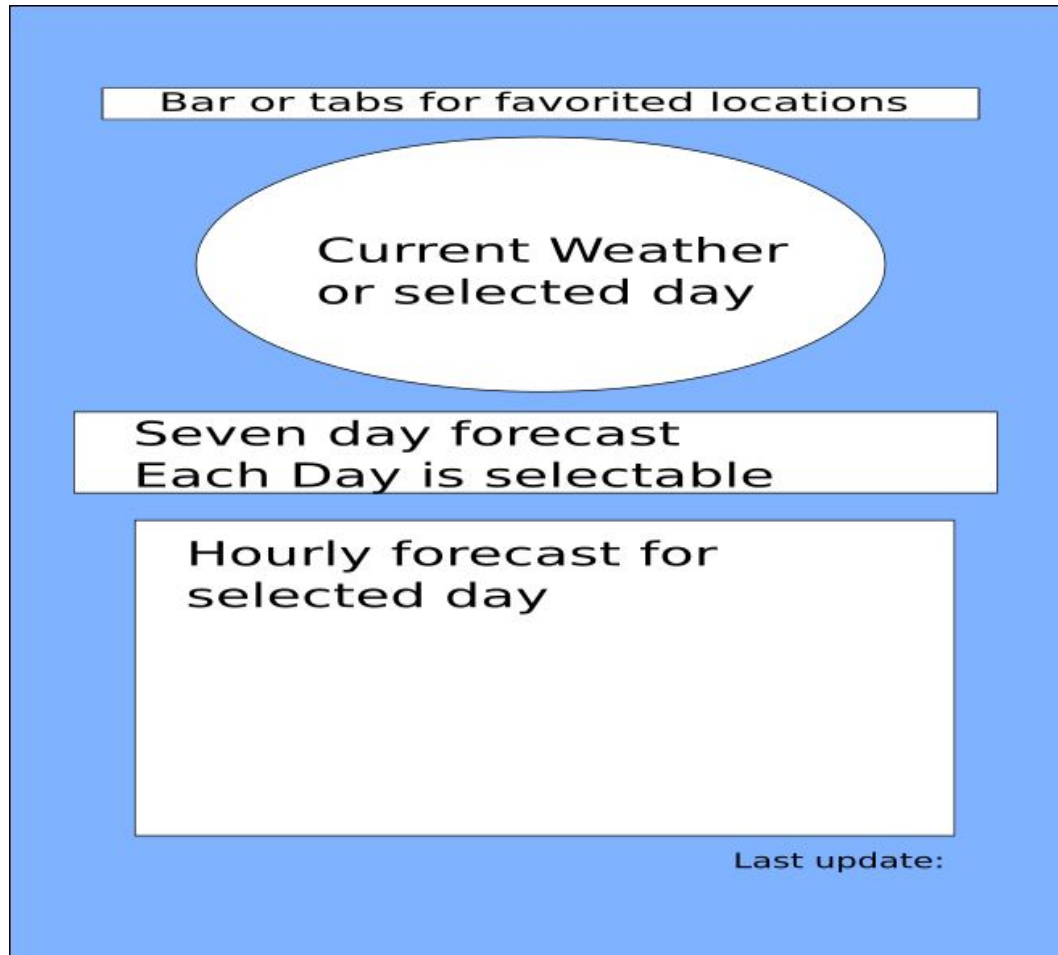 Bar or tabs for favorited locations
Current Weather
or selected day
Seven day forecast
Each Day is selectable
Hourly forecast for
selected day
Last update: